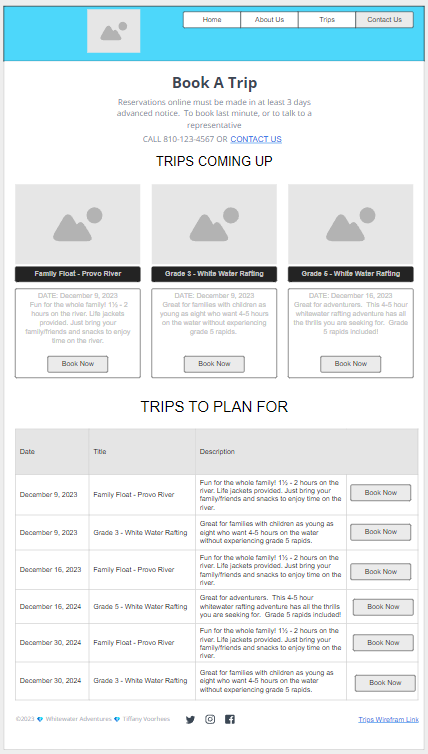 Home About Us Trips Contact Us
Book A Trip
Reservations online must be made in at least 3 days
advanced notice. To book last minute, or to talk to a
representative
CALL 810-123-4567 OR CONTACT US
TRIPS COMING UP
Family Float - Provo River
DATE: December 9, 2023
Fun for the whole family! 1½ - 2
hours on the river. Life jackets
provided. Just bring your
family/friends and snacks to enjoy
time on the river.
Book Now
Grade 3 - White Water Rafting
DATE: December 9, 2023
Great for families with children as
young as eight who want 4-5 hours
on the water without experiencing
grade 5 rapids.
Book Now
Grade 5 - White Water Rafting
DATE: December 16, 2023
Great for adventurers. This 4-5 hour
whitewater rafting adventure has all
the thrills you are seeking for. Grade
5 rapids included!
Book Now
TRIPS TO PLAN FOR
Date Title Description
December 9, 2023 Family Float - Provo River
Fun for the whole family! 1½ - 2 hours on the
river. Life jackets provided. Just bring your
family/friends and snacks to enjoy time on the
river.
Book Now
December 9, 2023 Grade 3 - White Water Rafting
Great for families with children as young as
eight who want 4-5 hours on the water
without experiencing grade 5 rapids.
Book Now
December 16, 2023 Family Float - Provo River
Fun for the whole family! 1½ - 2 hours on the
river. Life jackets provided. Just bring your
family/friends and snacks to enjoy time on the
river.
Book Now
December 16, 2024 Grade 5 - White Water Rafting
Great for adventurers. This 4-5 hour
whitewater rafting adventure has all the thrills
you are seeking for. Grade 5 rapids included!
Book Now
December 30, 2024 Family Float - Provo River
Fun for the whole family! 1½ - 2 hours on the
river. Life jackets provided. Just bring your
family/friends and snacks to enjoy time on the
river.
Book Now
December 30, 2024 Grade 3 - White Water Rafting
Great for families with children as young as
eight who want 4-5 hours on the water
without experiencing grade 5 rapids.
Book Now
©2023 Whitewater Adventures Tiffany Voorhees
Trips Wirefram Link